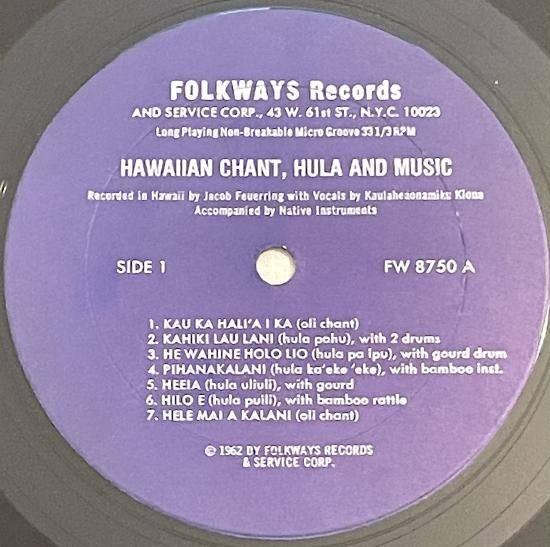 FOLKWAYS Records
AND SERVICE CORP., 43 W. 61st ST., N.Y.C. 10023
Long Playing Non-Breakable Micro Groove 33 1/3 RPM
HAWAIIAN CHANT, HULA AND MUSIC
Recorded in Hawaii by Jacob Feuerring with Vocals by Kaulaheaonamiku Kiona
Accompanied by Native Instruments
SIDE 1 FW 8750 A
1. KAU KA HALI'A I KA (oli chant)
2. KAHIKI LAU LANI (hula pahu), with 2 drums
3. HE WAHINE HOLO LIO (hula pa ipu), with gourd drum
4. PIHANAKALANI (hula ka'eke 'eke), with bamboo inst.
5. HEEIA (hula uliuli), with gourd
6. HILO E (hula puili), with bamboo rattle
7. HELE MAI A KALANI (oli chant)
© 1962 BY FOLKWAYS RECORDS
& SERVICE CORP.